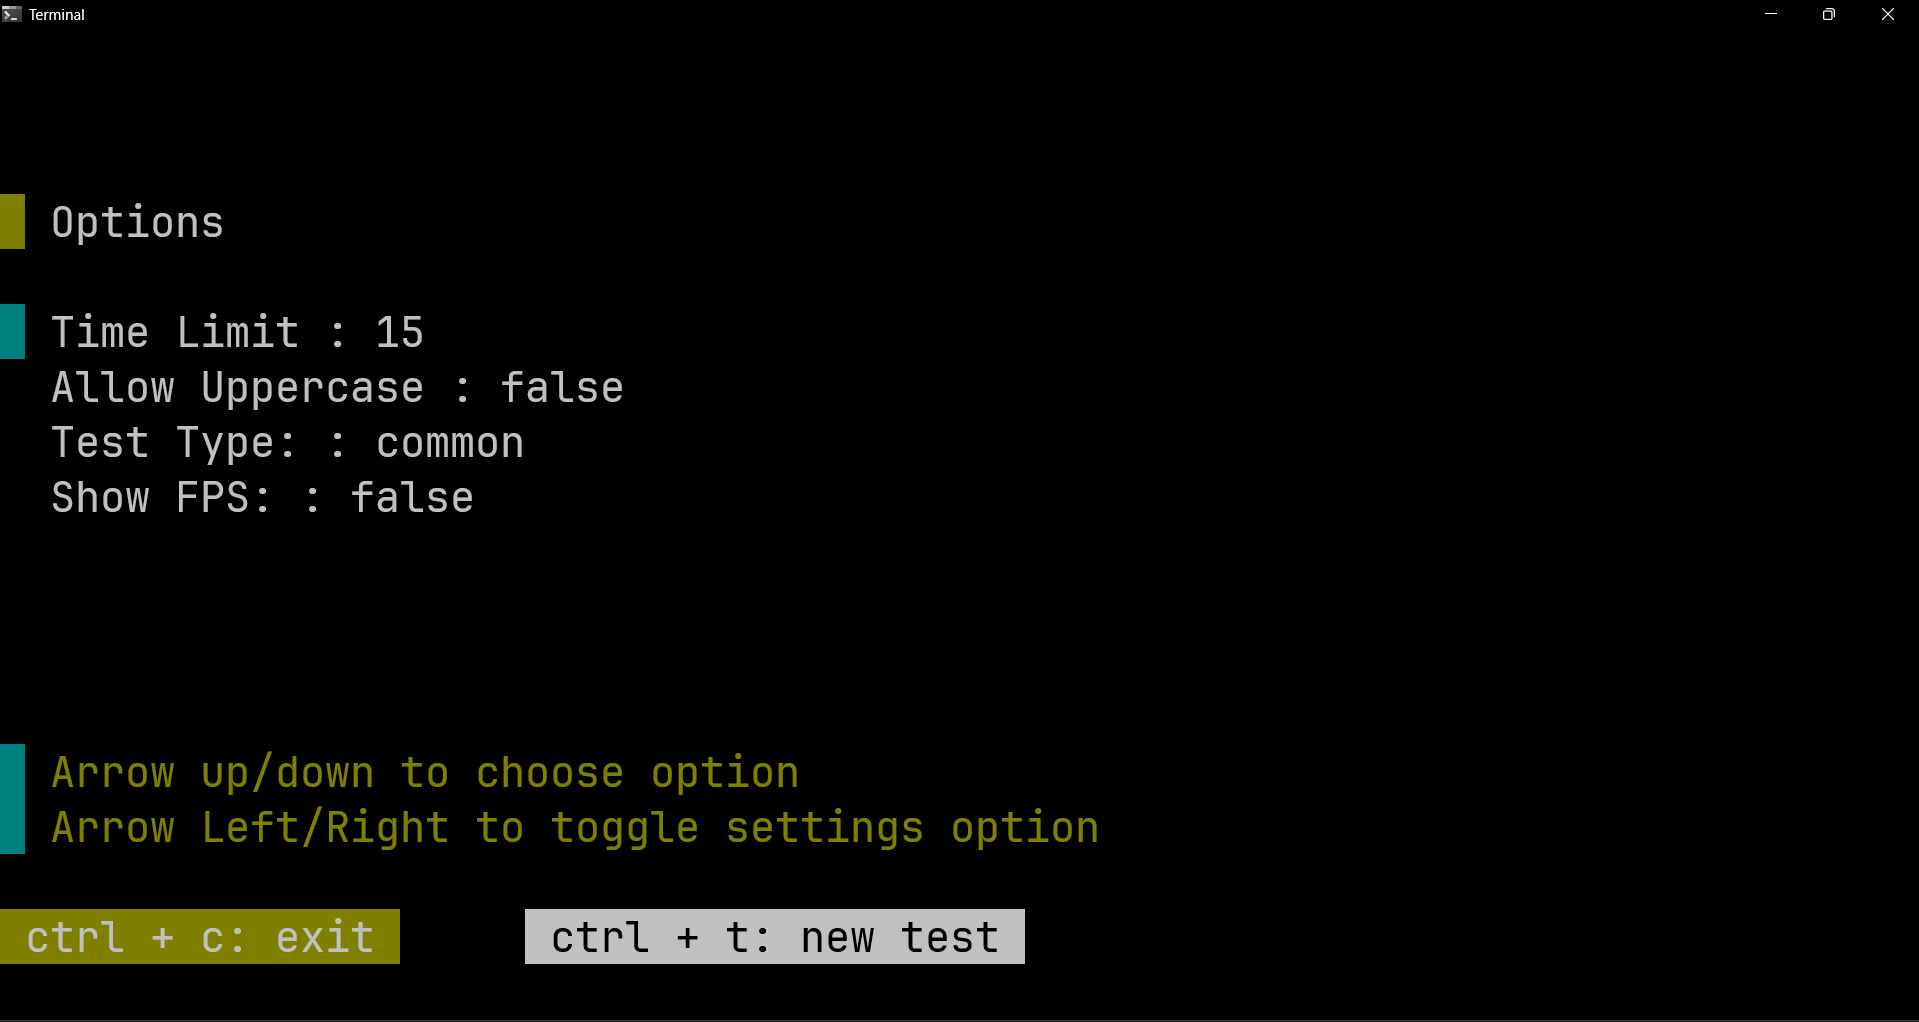 Terminal
Options
Time Limit : 15
Allow Uppercase : false
Test Type: : common
Show FPS: : false
Arrow up/down to choose option
Arrow Left/Right to toggle settings option
ctrl + c: exit
ctrl + t: new test